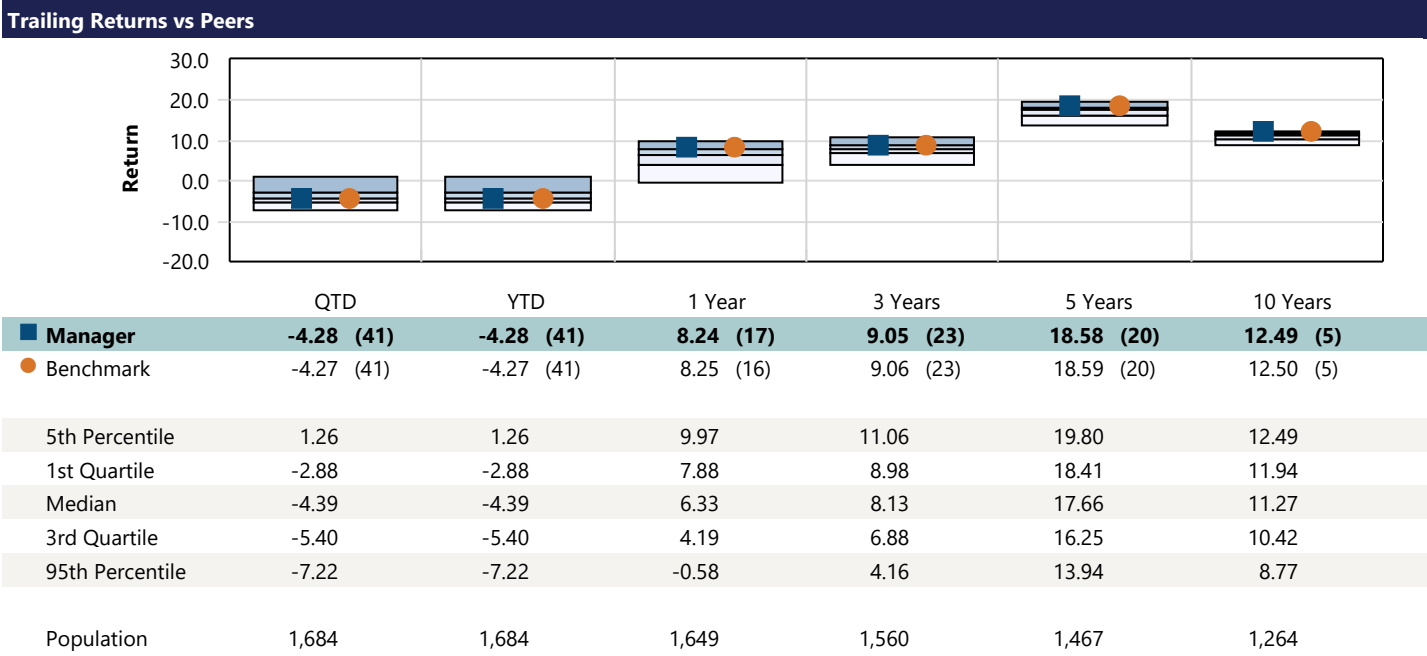 Trailing Returns vs Peers
30.0
20.0
10.0
0.0
-10.0
-20.0
Return
QTD YTD 1 Year 3 Years 5 Years 10 Years
Manager -4.28 (41) -4.28 (41) 8.24 (17) 9.05 (23) 18.58 (20) 12.49 (5)
Benchmark -4.27 (41) -4.27 (41) 8.25 (16) 9.06 (23) 18.59 (20) 12.50 (5)
5th Percentile 1.26 1.26 9.97 11.06 19.80 12.49
1st Quartile -2.88 -2.88 7.88 8.98 18.41 11.94
Median -4.39 -4.39 6.33 8.13 17.66 11.27
3rd Quartile -5.40 -5.40 4.19 6.88 16.25 10.42
95th Percentile -7.22 -7.22 -0.58 4.16 13.94 8.77
Population 1,684 1,684 1,649 1,560 1,467 1,264